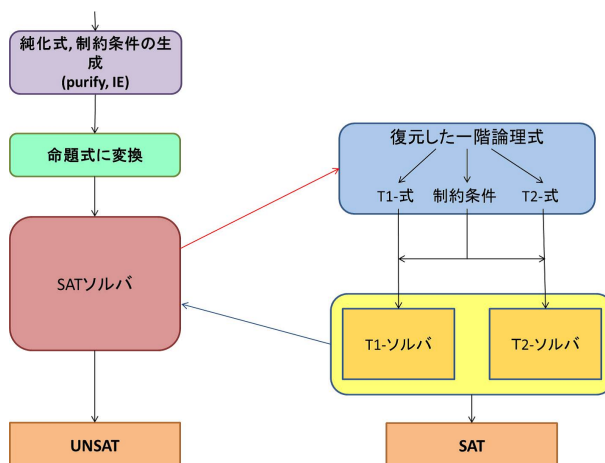 純化式, 制約条件の生
成
(purify, IE)
命題式に変換
SATソルバ
UNSAT
復元した一階論理式
T1-式 制約条件 T2-式
T1-ソルバ T2-ソルバ
SAT